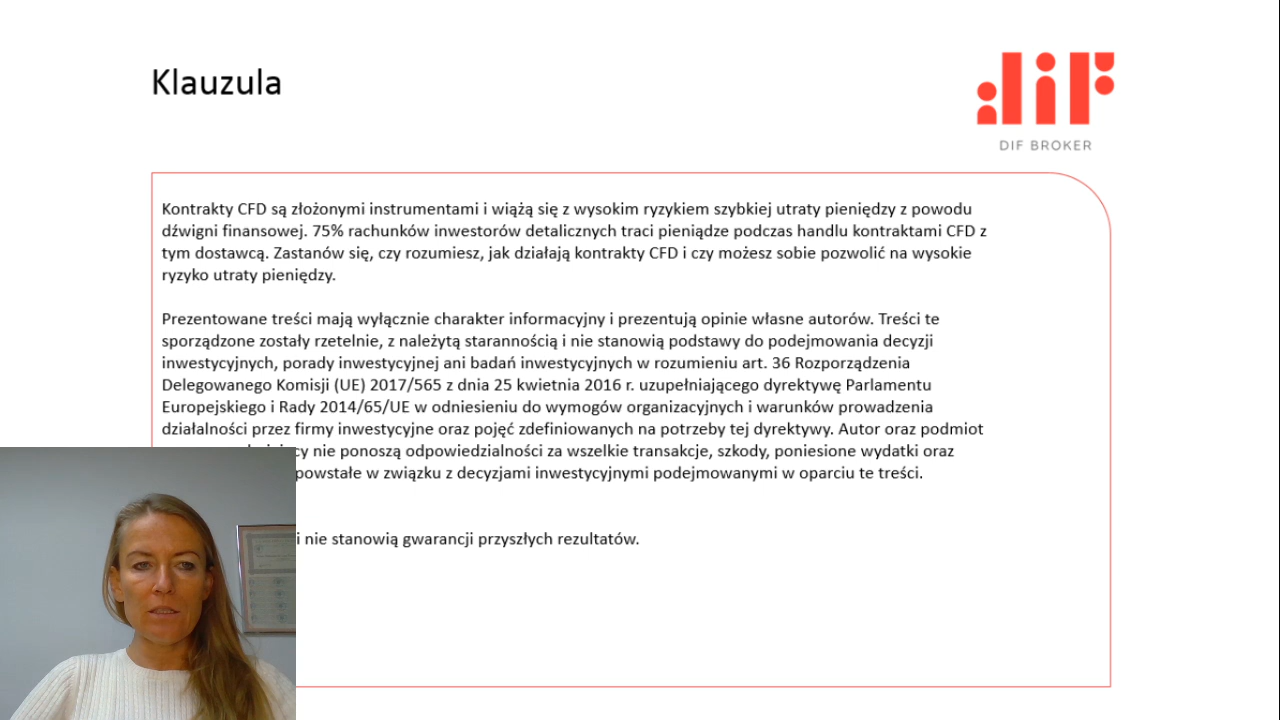 Klauzula
dif
DIF BROKER
Kontrakty CFD są złożonymi instrumentami i wiążą się z wysokim ryzykiem szybkiej utraty pieniędzy z powodu
dźwigni finansowej. 75% rachunków inwestorów detalicznych traci pieniądze podczas handlu kontraktami CFD z
tym dostawcą. Zastanów się, czy rozumiesz, jak działają kontrakty CFD i czy możesz sobie pozwolić na wysokie
ryzyko utraty pieniędzy.
Prezentowane treści mają wyłącznie charakter informacyjny i prezentują opinie własne autorów. Treści te
sporządzone zostały rzetelnie, z należytą starannością i nie stanowią podstawy do podejmowania decyzji
inwestycyjnych, porady inwestycyjnej ani badań inwestycyjnych w rozumieniu art. 36 Rozporządzenia
Delegowanego Komisji (UE) 2017/565 z dnia 25 kwietnia 2016 r. uzupełniającego dyrektywę Parlamentu
Europejskiego i Rady 2014/65/UE w odniesieniu do wymogów organizacyjnych i warunków prowadzenia
działalności przez firmy inwestycyjne oraz pojęć zdefiniowanych na potrzeby tej dyrektywy. Autor oraz podmiot
nie ponoszą odpowiedzialności za wszelkie transakcje, szkody, poniesione wydatki oraz
powstałe w związku z decyzjami inwestycyjnymi podejmowanymi w oparciu te treści.
i nie stanowią gwarancji przyszłych rezultatów.